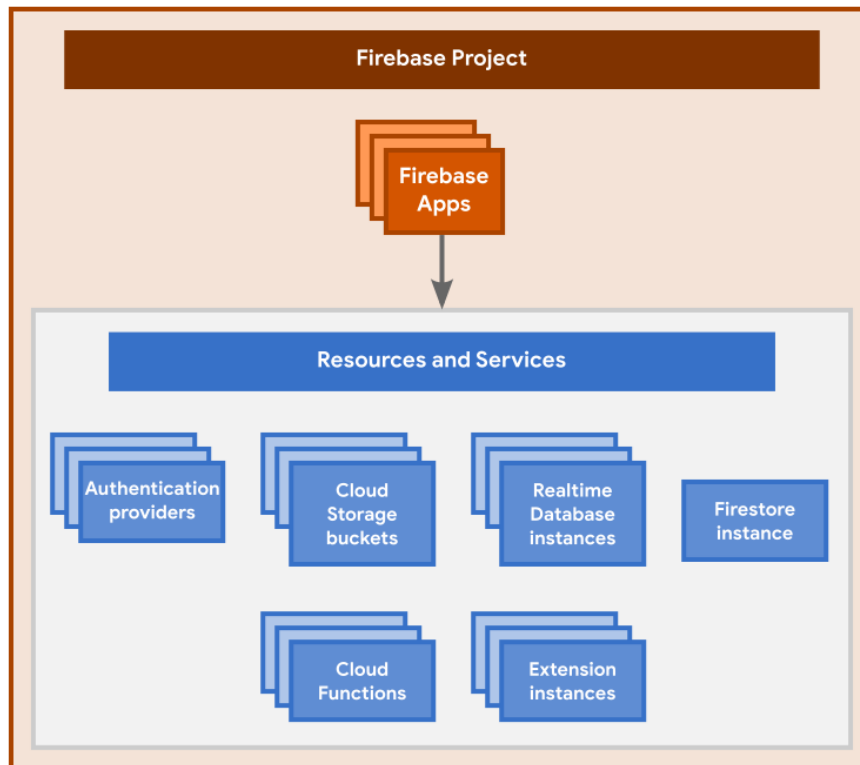 Firebase Project
Firebase
Apps
Resources and Services
Authentication
providers
Cloud
Storage
buckets
Realtime
Database
instances
Firestore
instance
Cloud
Functions
Extension
instances